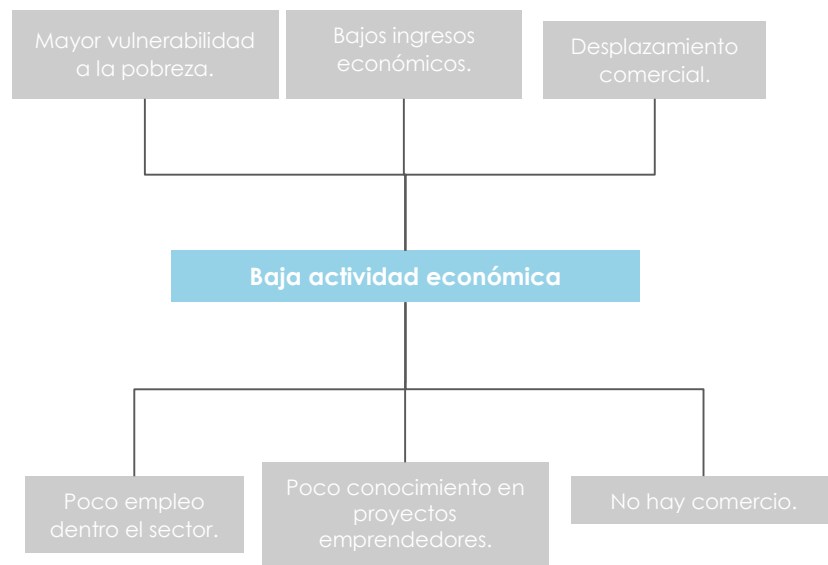 Mayor vulnerabilidad
a la pobreza.
Bajos ingresos
económicos.
Desplazamiento
comercial.
Baja actividad económica
Poco empleo
dentro el sector.
Poco conocimiento en
proyectos
emprendedores.
No hay comercio.